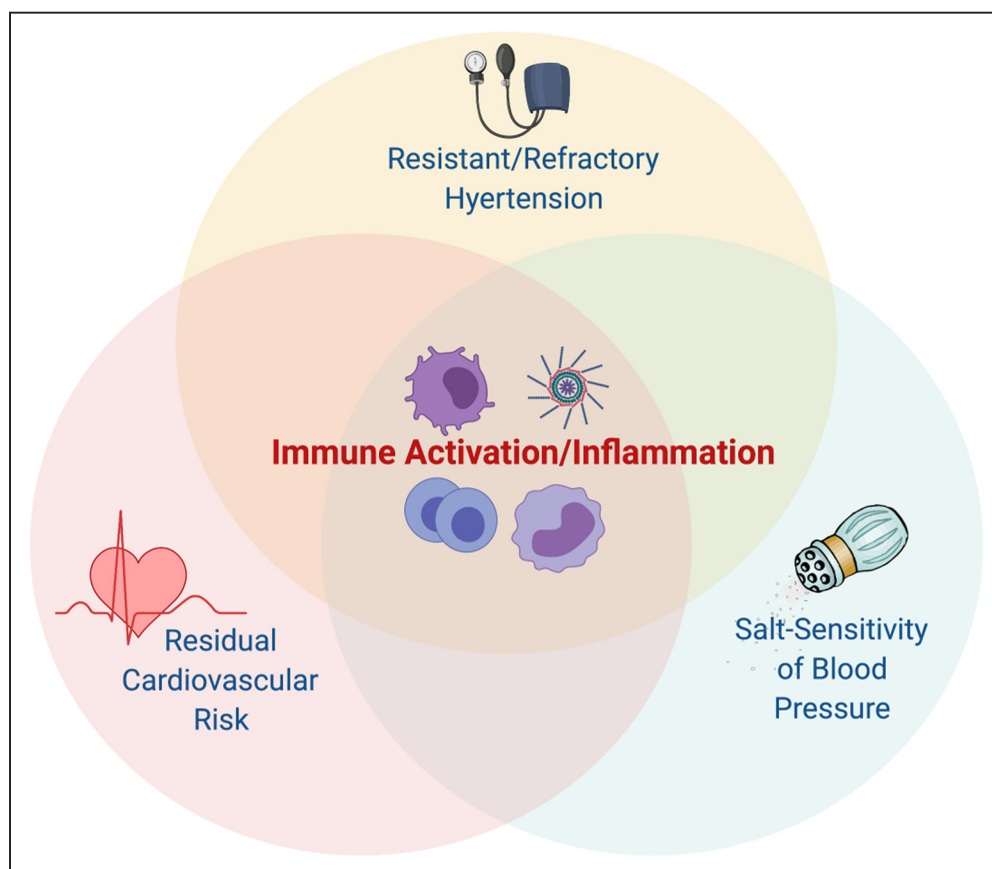 Resistant/Refractory
Hyertension
Immune Activation/Inflammation
Residual
Cardiovascular
Risk
Salt-Sensitivity
of Blood
Pressure